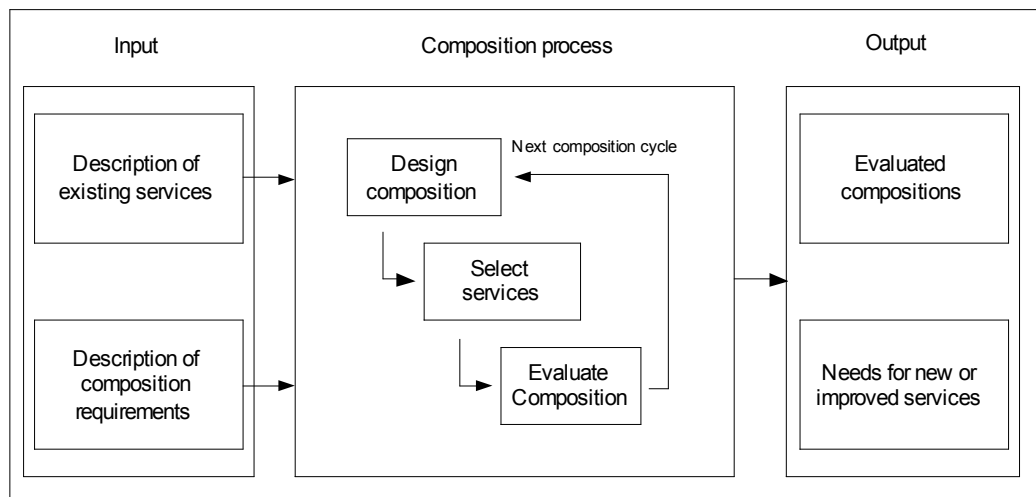 Input
Composition process
Output
Description of
existing services
Description of
composition
requirements
Next composition cycle
Design
composition
Select
services
Evaluate
Composition
Evaluated
compositions
Needs for new or
improved services